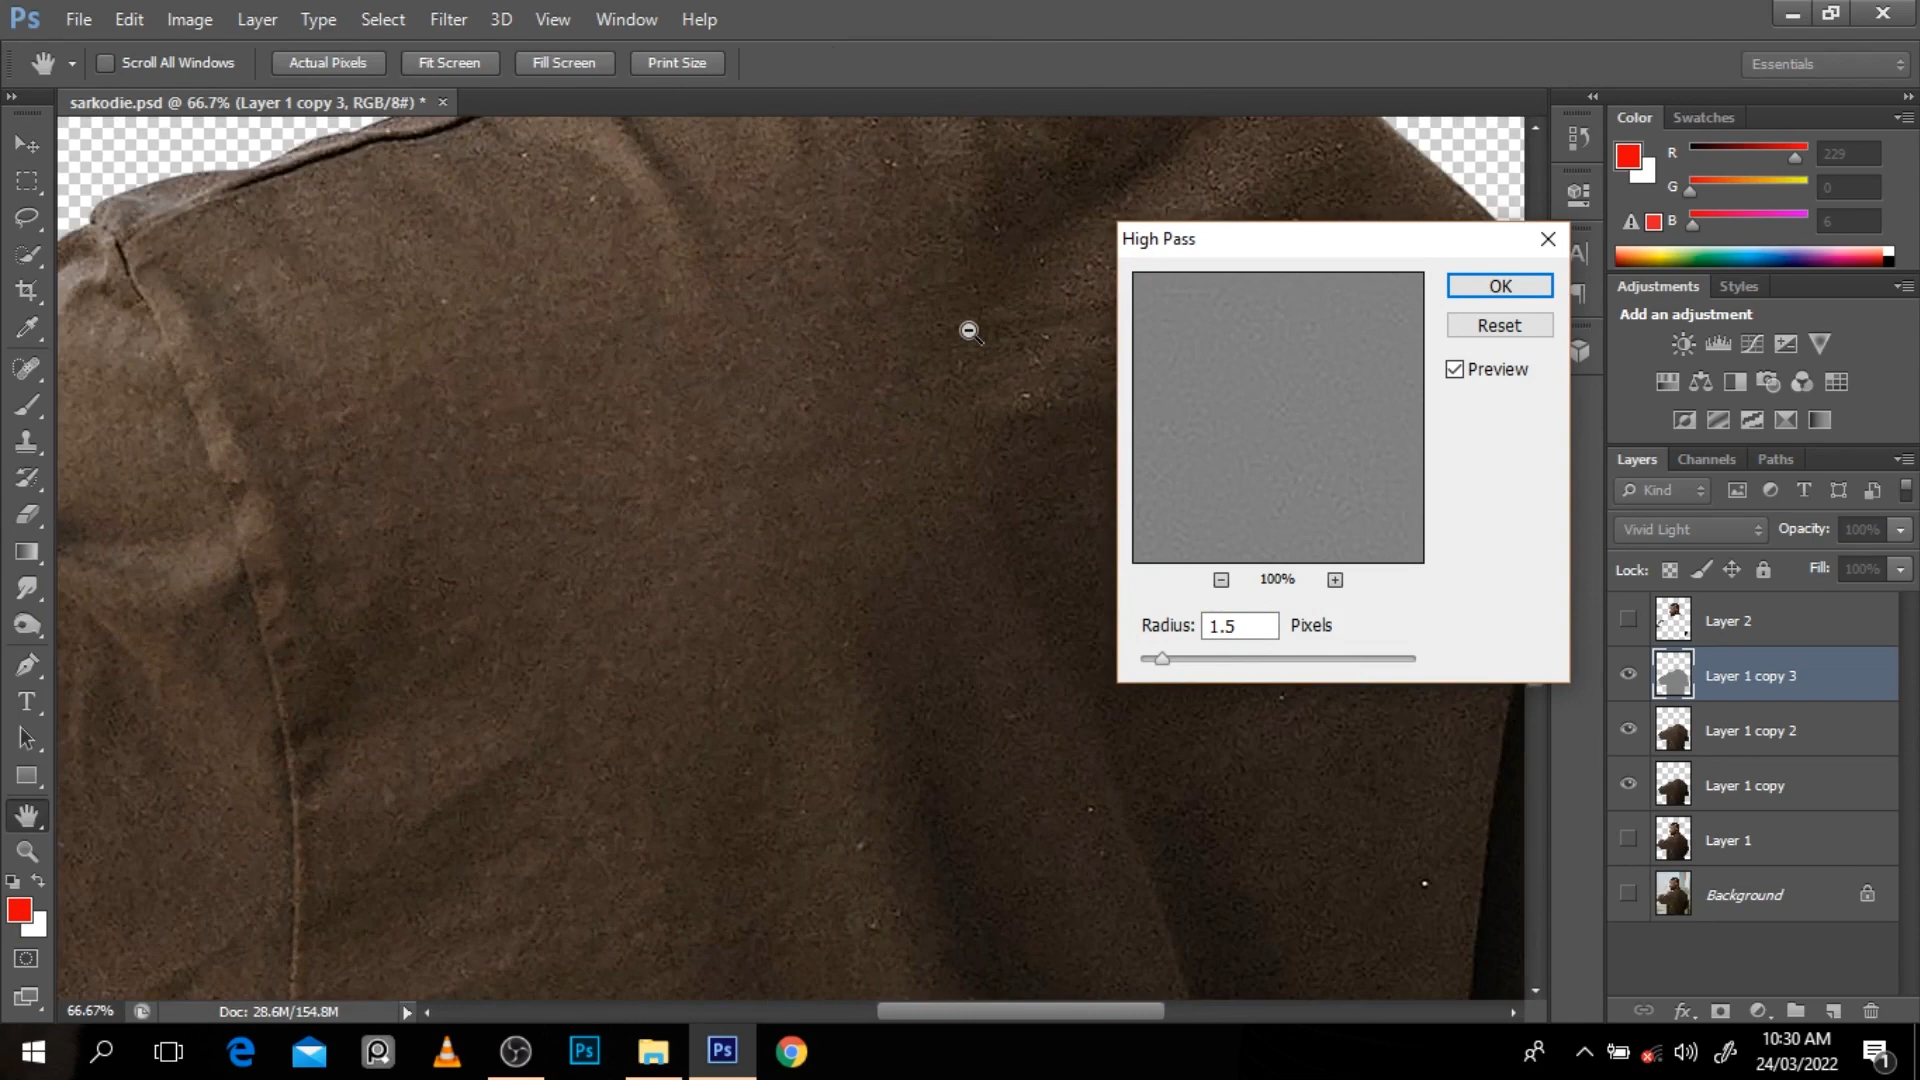 Ps File Edit Image Layer Type Select Filter 3D View Window Help
Scroll All Windows Actual Pixels Fit Screen Fill Screen Print Size Essentials
sarkodie.psd @ 66.7% (Layer 1 copy 3, RGB/8#) *
Color Swatches
R 229
G 0
B 6
Adjustments Styles
Add an adjustment
High Pass
OK
Reset
Preview
100%
Radius: 1.5 Pixels
Layers Channels Paths
Kind
Vivid Light Opacity: 100%
Lock: Fill: 100%
Layer 2
Layer 1 copy 3
Layer 1 copy 2
Layer 1 copy
Layer 1
Background
66.67% Doc: 28.6M/154.8M
Ps Ps
10:30 AM
24/03/2022
1